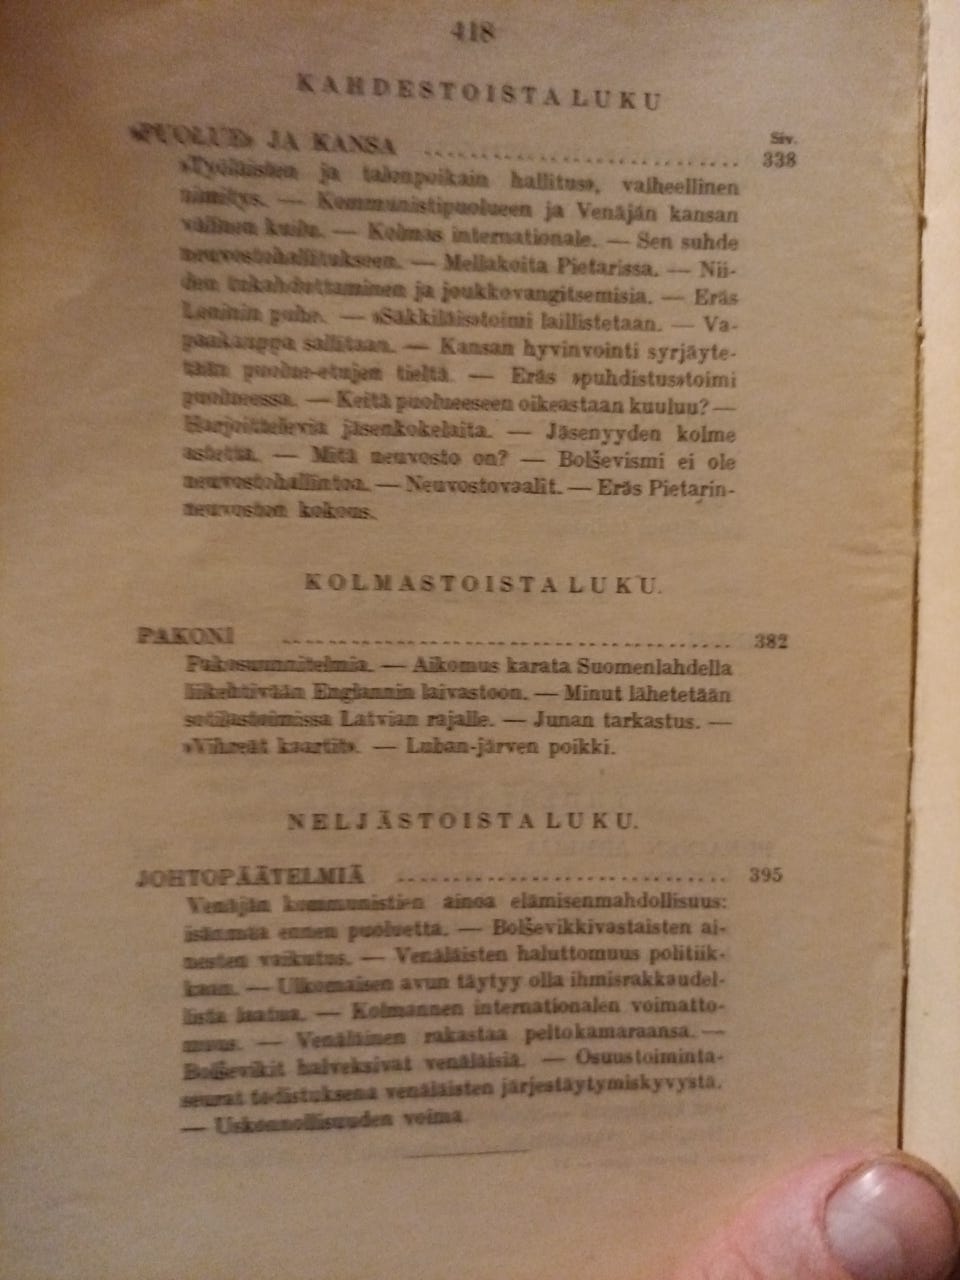 418
KAHDESTOISTA LUKU
Siv.
»PUOLUE» JA KANSA .............................. 338
»Työläisten ja talonpoikain hallitus», valheellinen
nimitys. — Kommunistipuolueen ja Venäjän kansan
välinen kuilu. — Kolmas internationale. — Sen suhde
neuvostohallitukseen. — Mellakoita Pietarissa. — Nii-
den tukahduttaminen ja joukkovangitsemisia. — Eräs
Leninin puhe. — »Säkkiläis»toimi laillistetaan. — Va-
paakauppa sallitaan. — Kansan hyvinvointi syrjäyte-
tään puolue-etujen tieltä. — Eräs »puhdistus»toimi
puolueessa. — Keitä puolueeseen oikeastaan kuuluu? —
Harjoittelevia jäsenkokelaita. — Jäsenyyden kolme
astetta. — Mitä neuvosto on? — Bolševismi ei ole
neuvostohallintoa. — Neuvostovaalit. — Eräs Pietarin-
neuvoston kokous.
KOLMASTOISTA LUKU.
PAKONI ........................................ 382
Pakosuunnitelmia. — Aikomus karata Suomenlahdella
liikehtivään Englannin laivastoon. — Minut lähetetään
sotilastoimissa Latvian rajalle. — Junan tarkastus. —
»Vihreät kaartit». — Luban-järven poikki.
NELJÄSTOISTA LUKU.
JOHTOPÄÄTELMIÄ .............................. 395
Venäjän kommunistien ainoa elämisenmahdollisuus:
isänmaa ennen puoluetta. — Bolševikkivastaisten ai-
nesten vaikutus. — Venäläisten haluttomuus politiik-
kaan. — Ulkomaisen avun täytyy olla ihmisrakkaudel-
lista laatua. — Kolmannen internationalen voimatto-
muus. — Venäläinen rakastaa peltokamaraansa. —
Bolševikit halveksivat venäläisiä. — Osuustoiminta-
seurat todistuksena venäläisten järjestäytymiskyvystä.
— Uskonnollisuuden voima